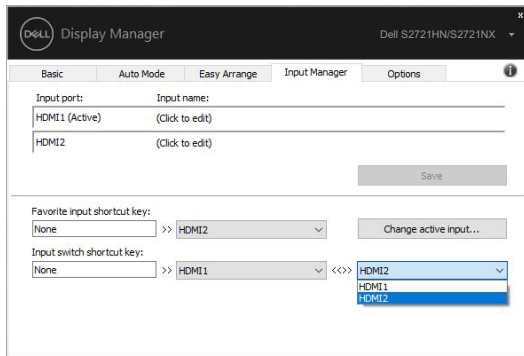 x
DELL Display Manager Dell S2721HN/S2721NX
Basic Auto Mode Easy Arrange Input Manager Options
Input port: Input name:
HDMI1 (Active) (Click to edit)
HDMI2 (Click to edit)
Save
Favorite input shortcut key:
None >> HDMI2 Change active input...
Input switch shortcut key:
None >> HDMI1 <<>> HDMI2
HDMI1
HDMI2